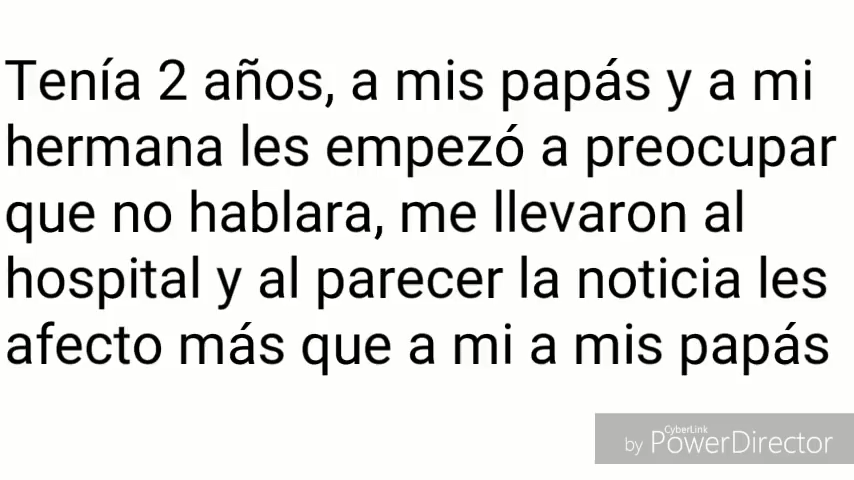 Tenía 2 años, a mis papás y a mi
hermana les empezó a preocupar
que no hablara, me llevaron al
hospital y al parecer la noticia les
afecto más que a mi a mis papás
CyberLink
by PowerDirector